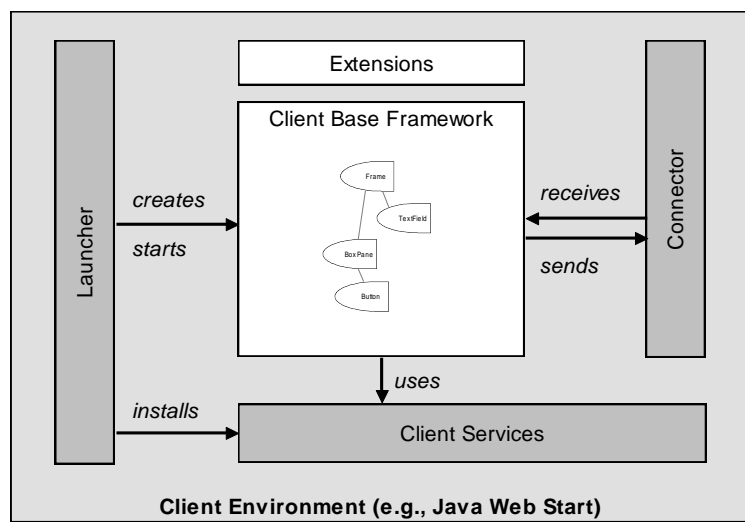 Extensions
Client Base Framework
Frame
TextField
BoxPane
Button
Launcher
creates
starts
receives
sends
Connector
uses
installs
Client Services
Client Environment (e.g., Java Web Start)